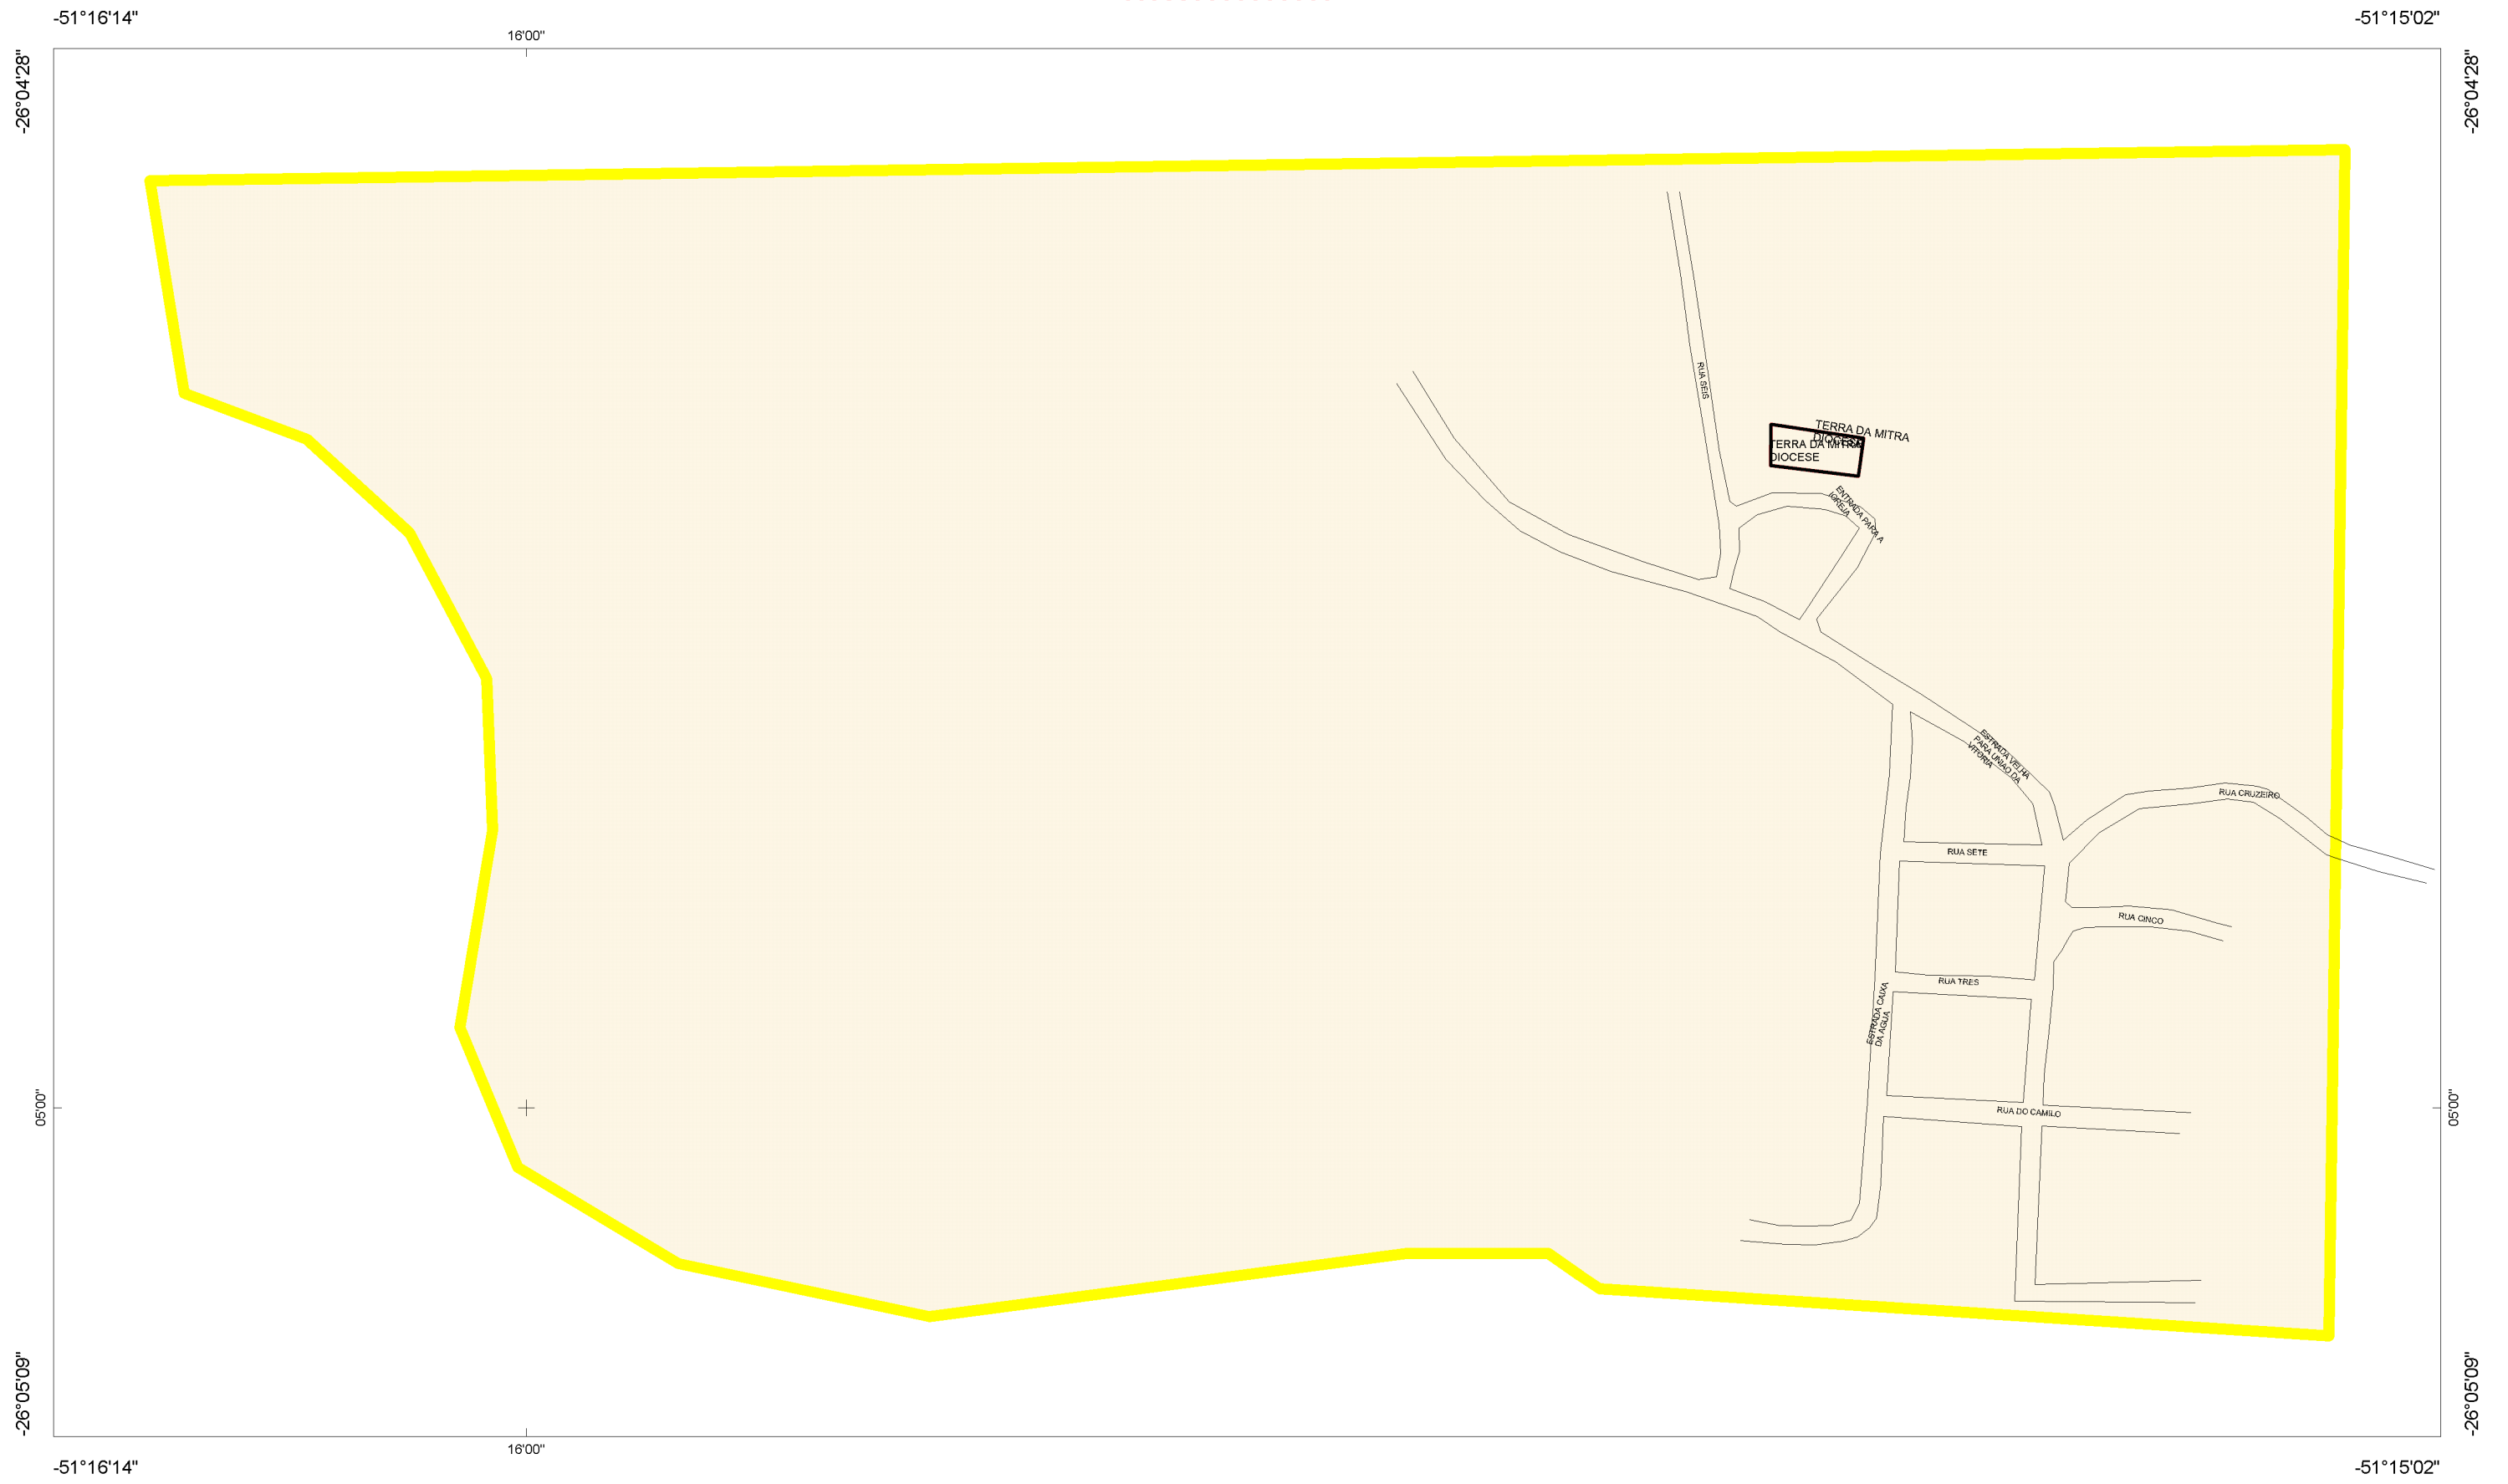 -51°16'14"
-51°15'02"
16'00"
-26°04'28"
-26°04'28"
RUA SEIS
TERRA DA MITRA
DIOCESE
TERRA DA MITRA
DIOCESE
ENTRADA PARA A
IGREJA
ESTRADA VELHA
PARA UNIAO DA
VITORIA
RUA CRUZEIRO
RUA SETE
RUA CINCO
RUA TRES
ESTRADA CAIXA
DA AGUA
05'00"
05'00"
RUA DO CAMILO
-26°05'09"
-26°05'09"
16'00"
-51°16'14"
-51°15'02"